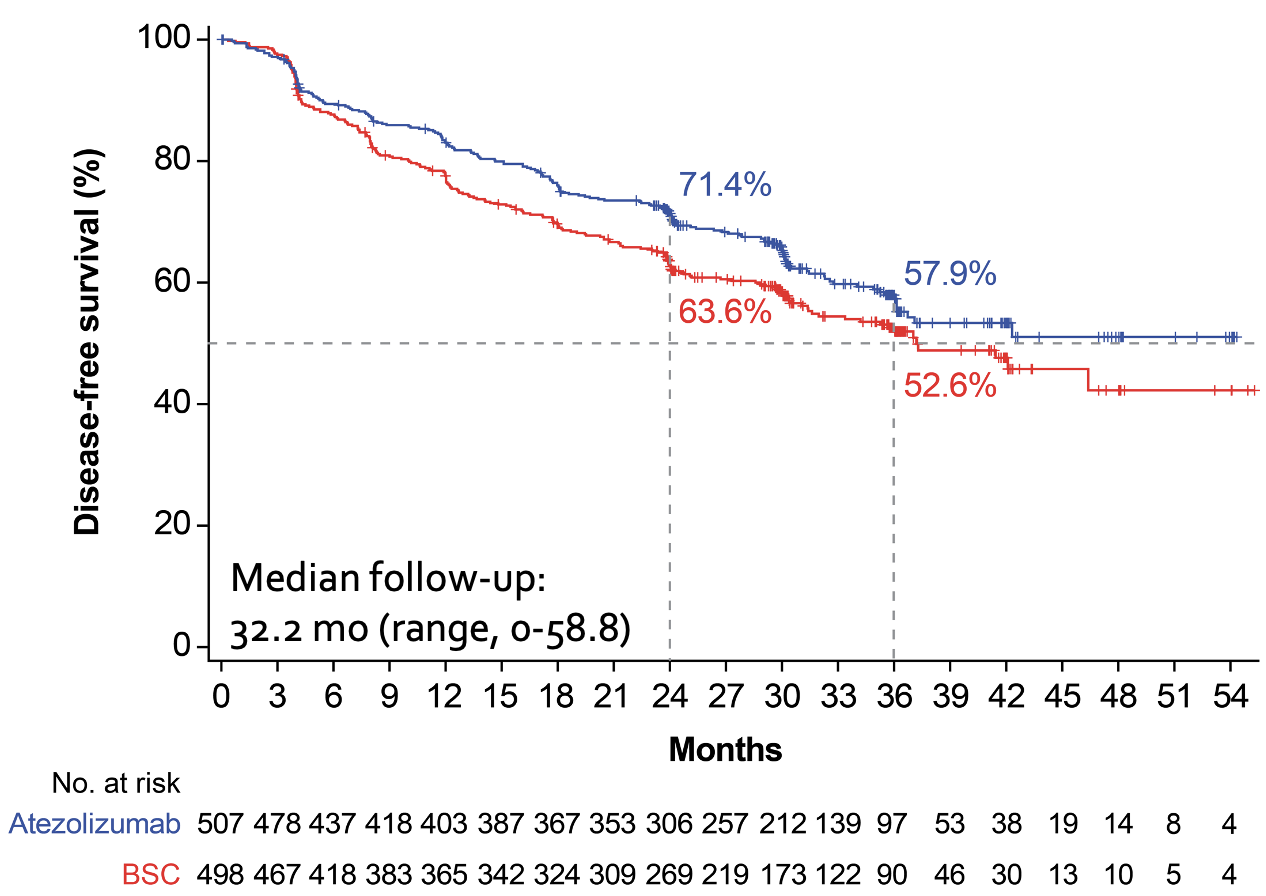 100
80
60
40
20
0
Disease-free survival (%)
71.4%
63.6%
57.9%
52.6%
Median follow-up:
32.2 mo (range, 0-58.8)
0 3 6 9 12 15 18 21 24 27 30 33 36 39 42 45 48 51 54
Months
No. at risk
Atezolizumab 507 478 437 418 403 387 367 353 306 257 212 139 97 53 38 19 14 8 4
BSC 498 467 418 383 365 342 324 309 269 219 173 122 90 46 30 13 10 5 4